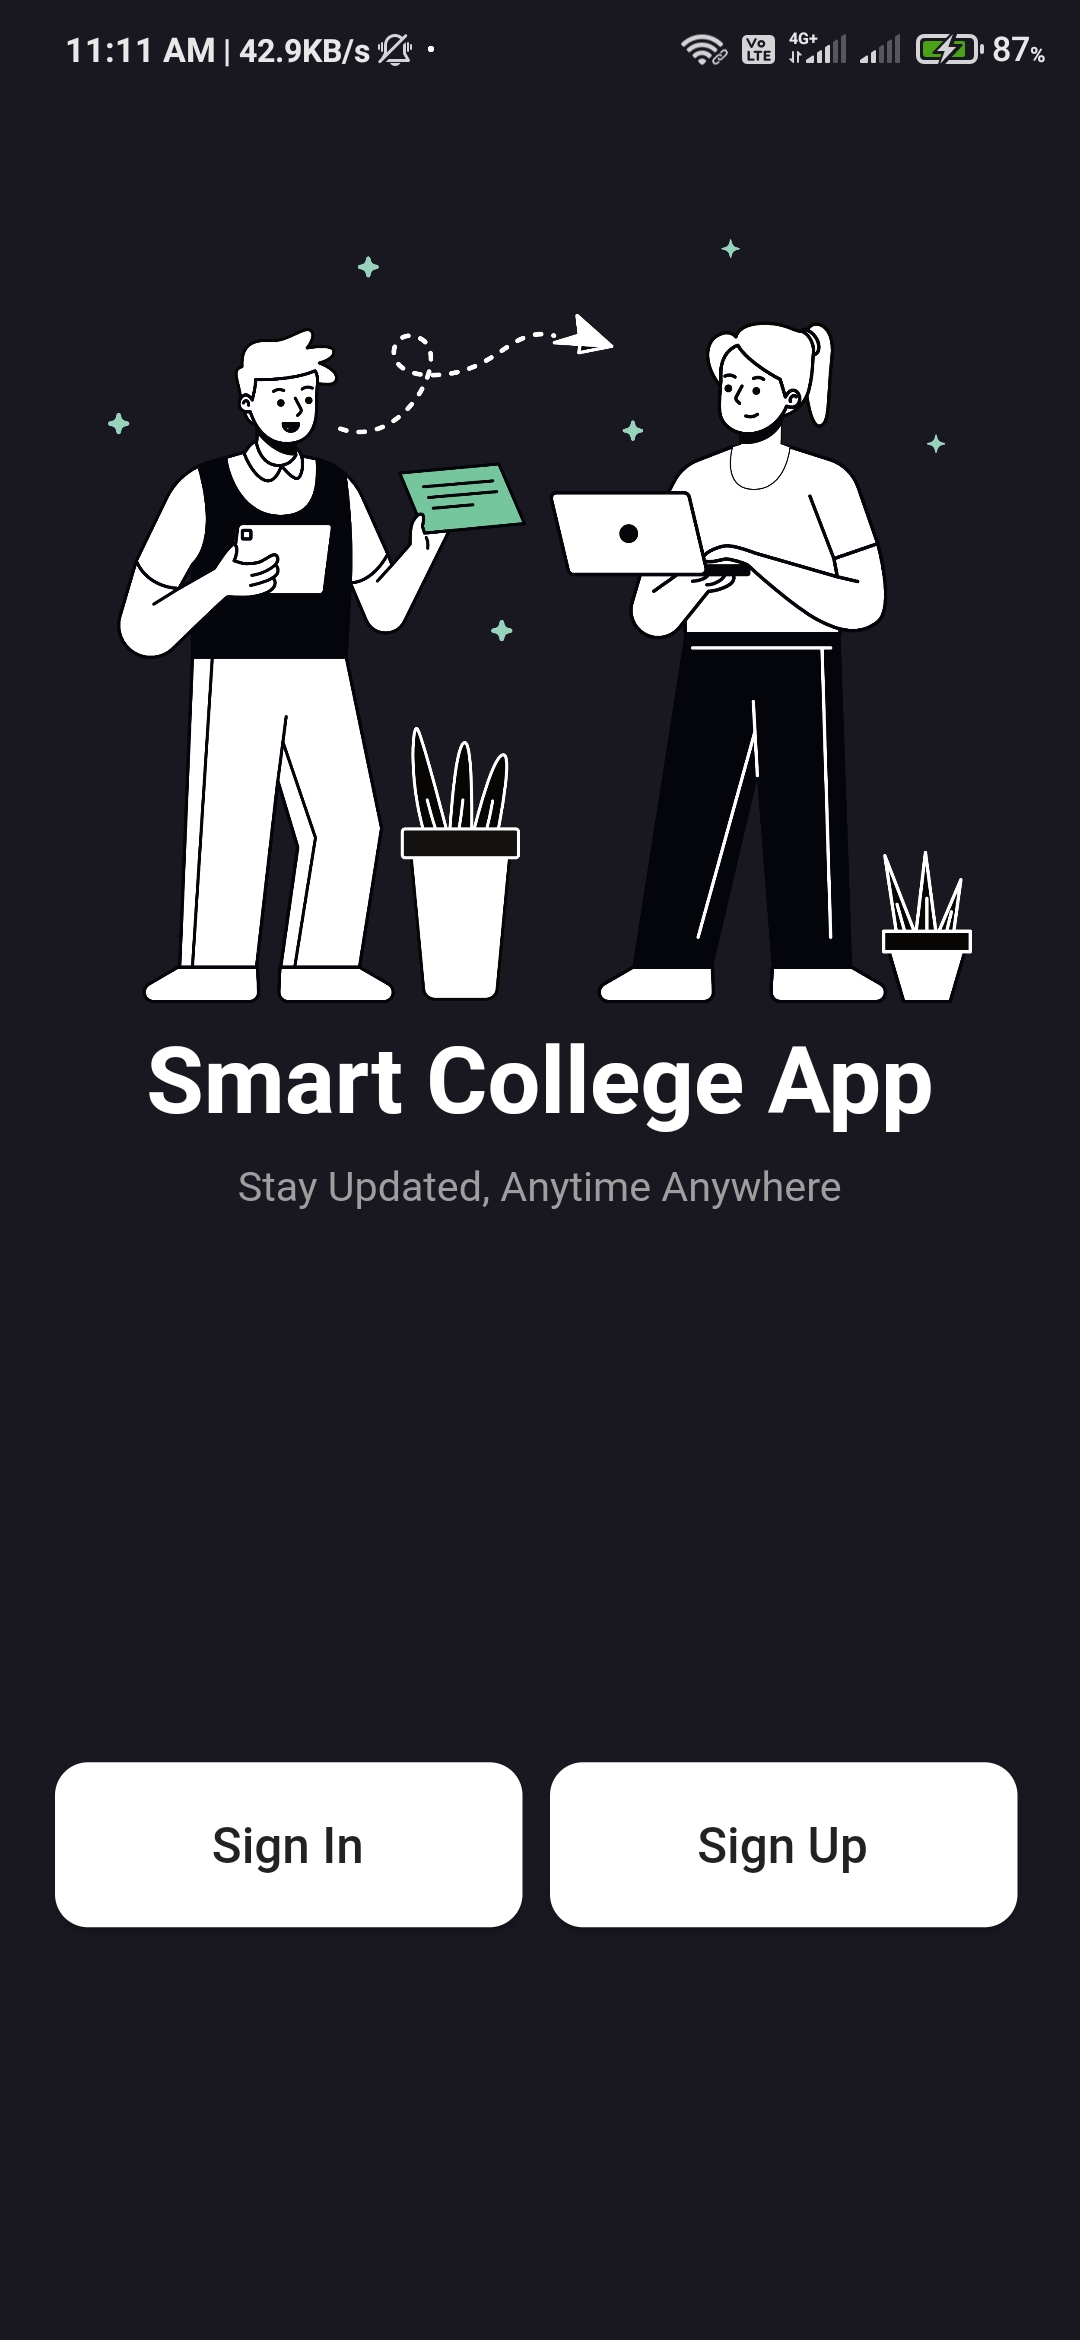 11:11 AM | 42.9KB/s
Vo LTE 4G+ 87%
Smart College App
Stay Updated, Anytime Anywhere
Sign In Sign Up